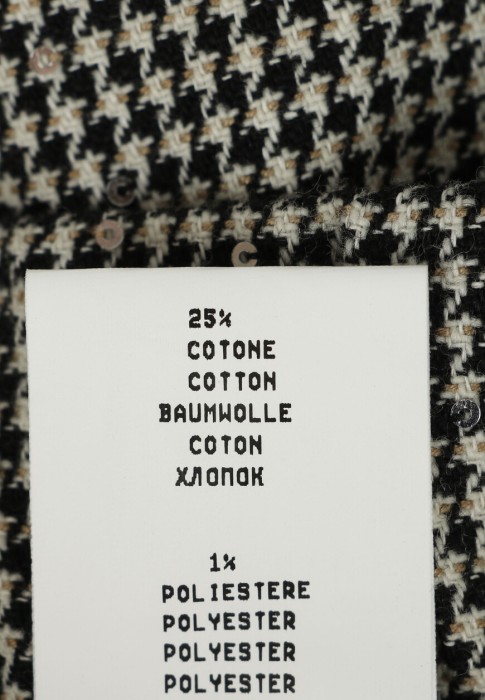 25%
COTONE
COTTON
BAUMWOLLE
COTON
ХЛОПОК
1%
POLIESTERE
POLYESTER
POLYESTER
POLYESTER